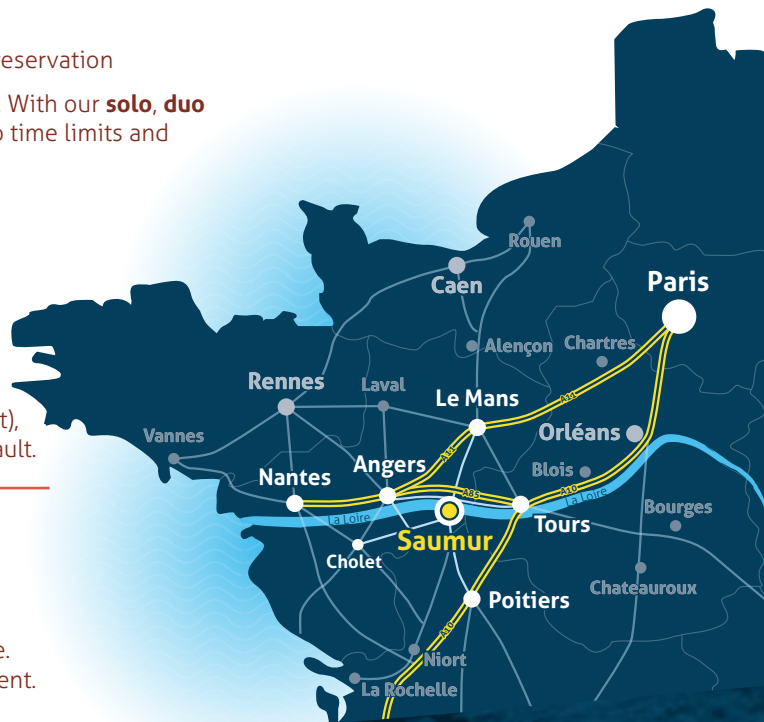 eservation
. With our solo, duo
o time limits and
Rouen
Caen
Paris
Alençon
Chartres
A11
Rennes
Laval
Le Mans
t),
Vannes
Orléans
ault.
A11
Angers
Blois
Nantes
A85
A10
La Loire
La Loire
Bourges
Tours
Saumur
Cholet
Chateauroux
Poitiers
A10
e.
Niort
ent.
La Rochelle